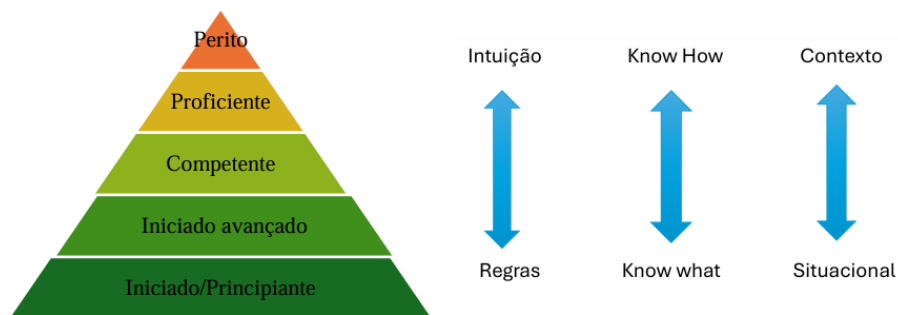 Perito
Proficiente
Competente
Iniciado avançado
Iniciado/Principiante
Intuição
Know How
Contexto
Regras
Know what
Situacional